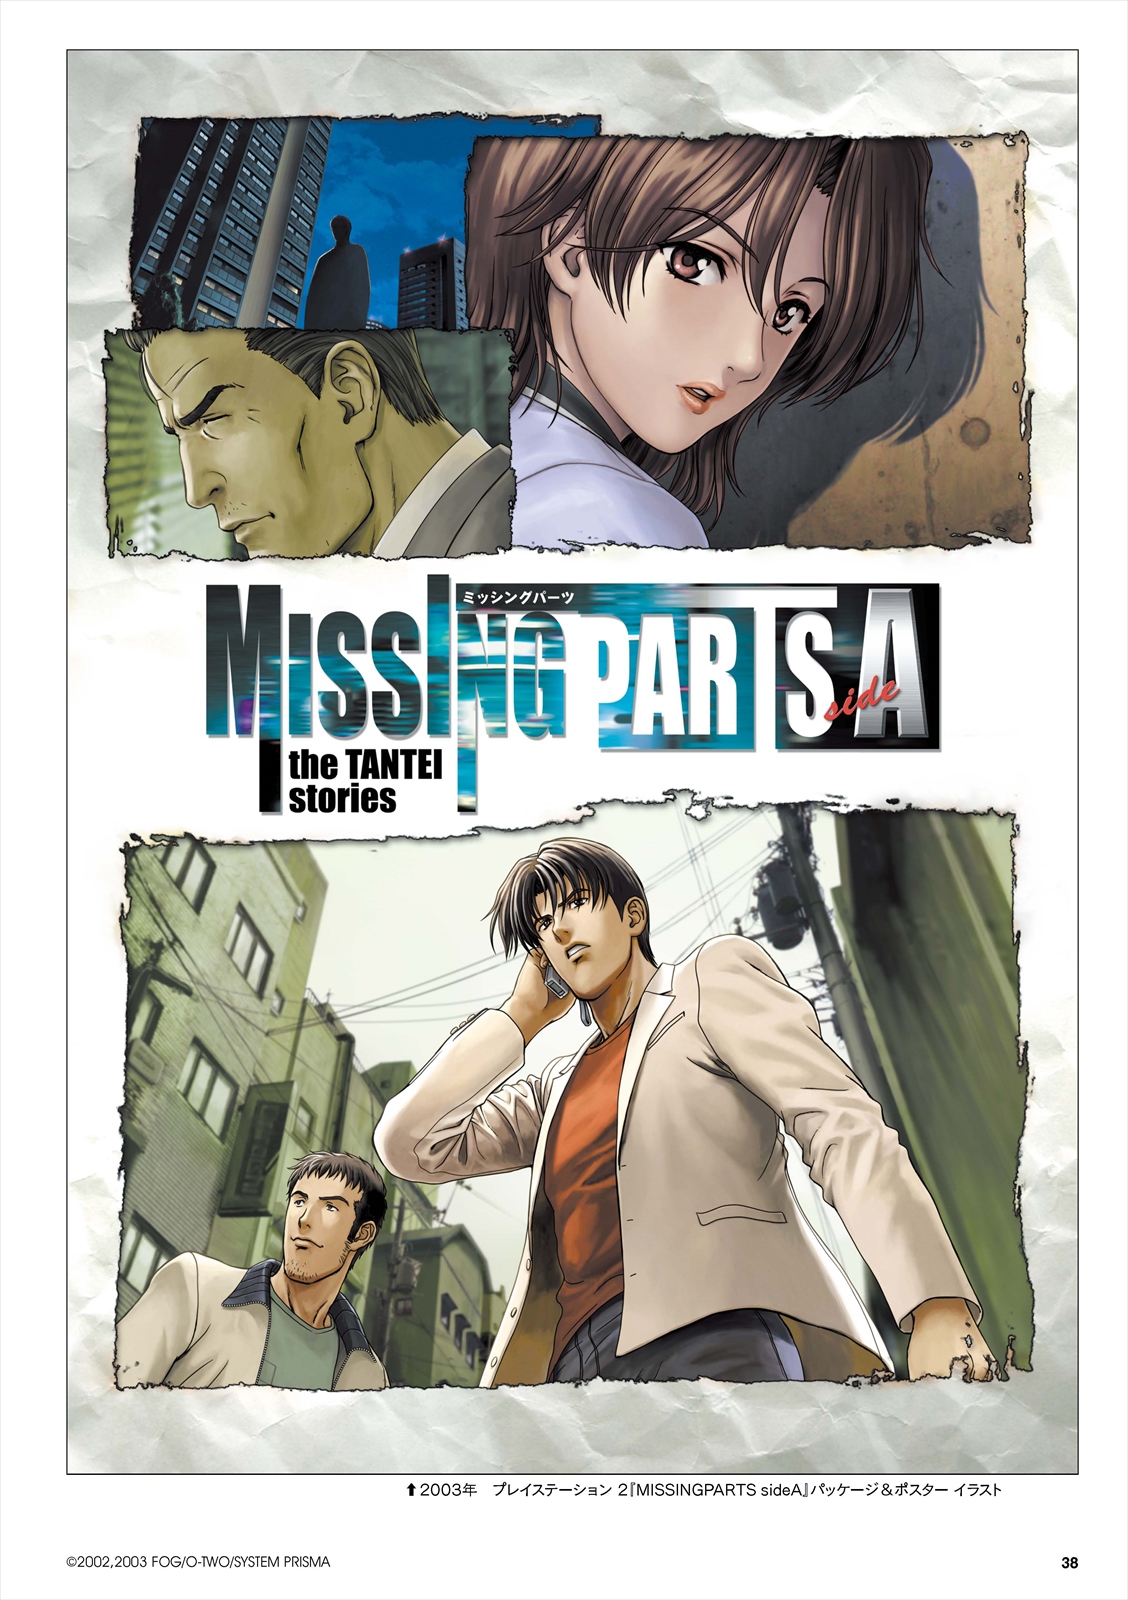 ミッシングパーツ
MISSING PARTS side A
the TANTEI
stories
⬆2003年　プレイステーション 2『MISSINGPARTS sideA』パッケージ＆ポスター イラスト
©2002,2003 FOG/O-TWO/SYSTEM PRISMA
38